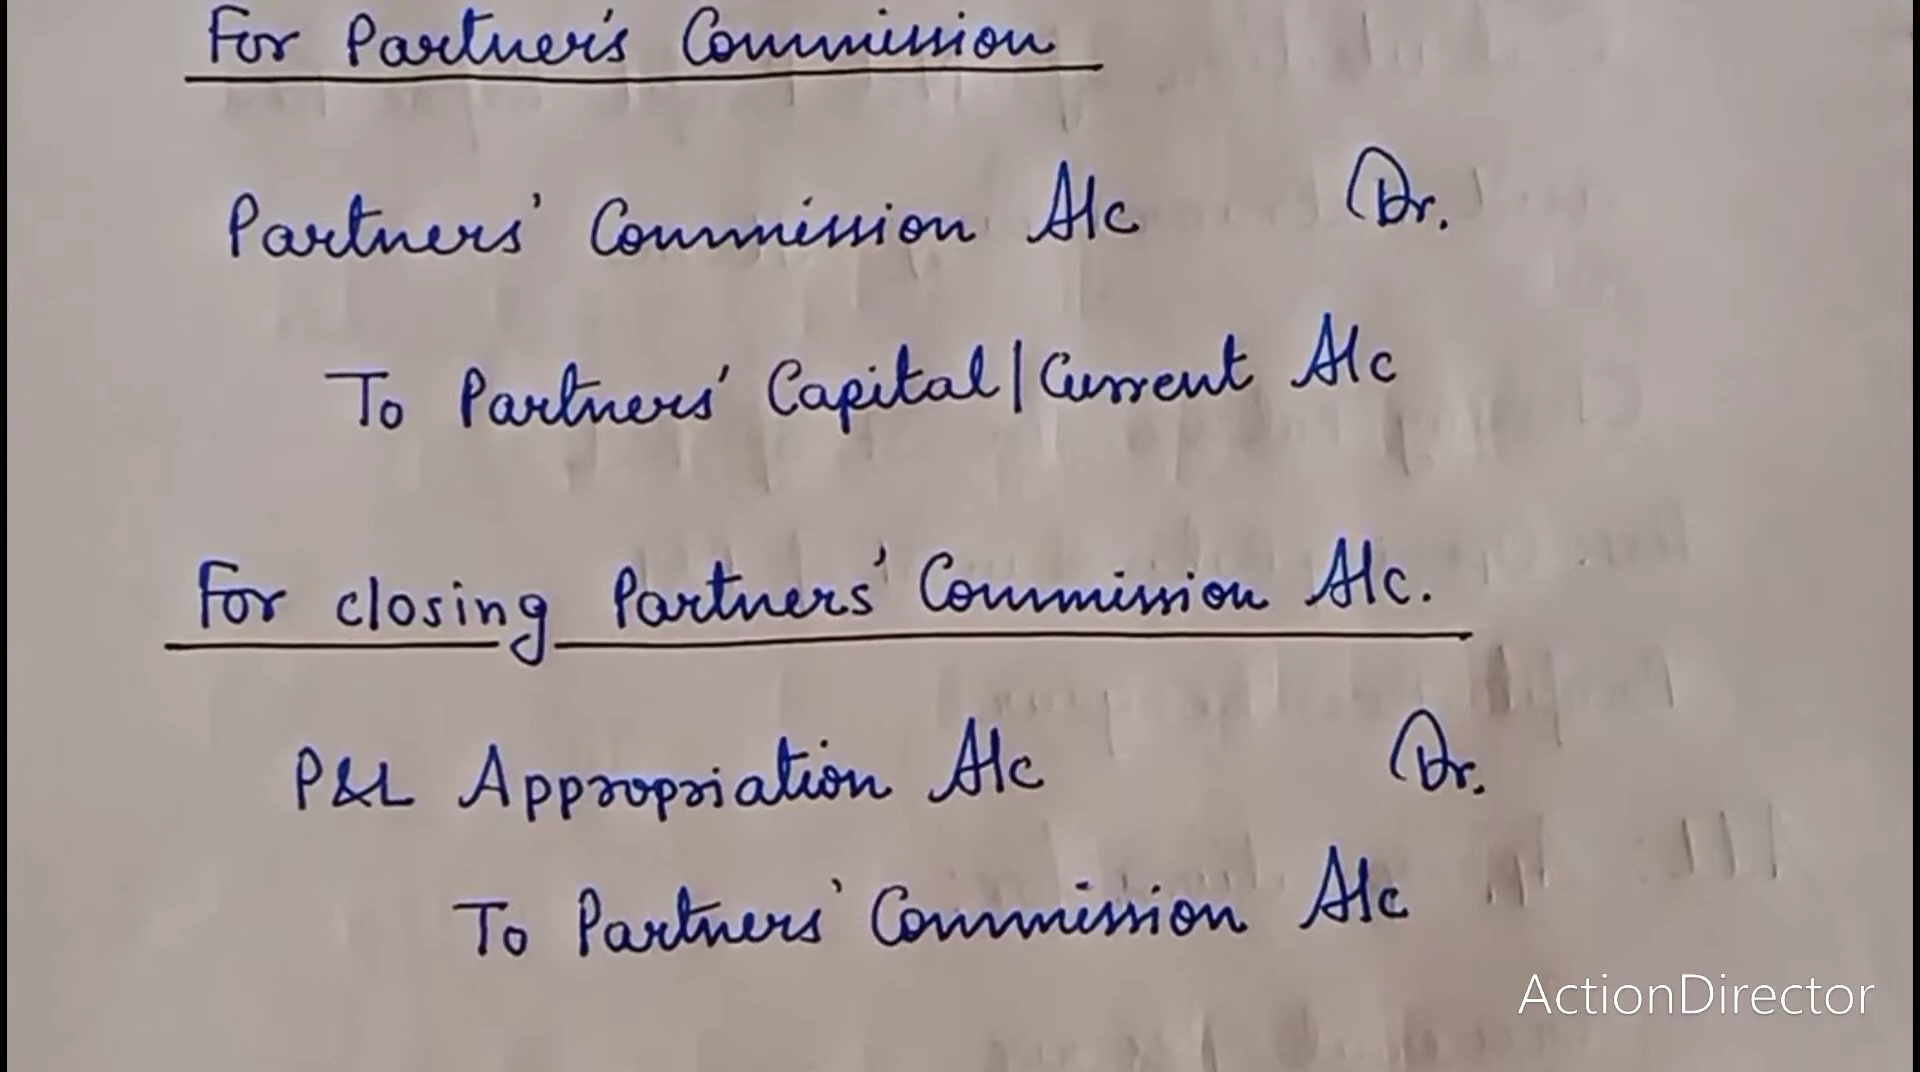 For Partner's Commission
Partners' Commission A/c Dr.
To Partners' Capital/Current A/c
For closing Partners' Commission A/c.
P&L Appropriation A/c Dr.
To Partners' Commission A/c
ActionDirector